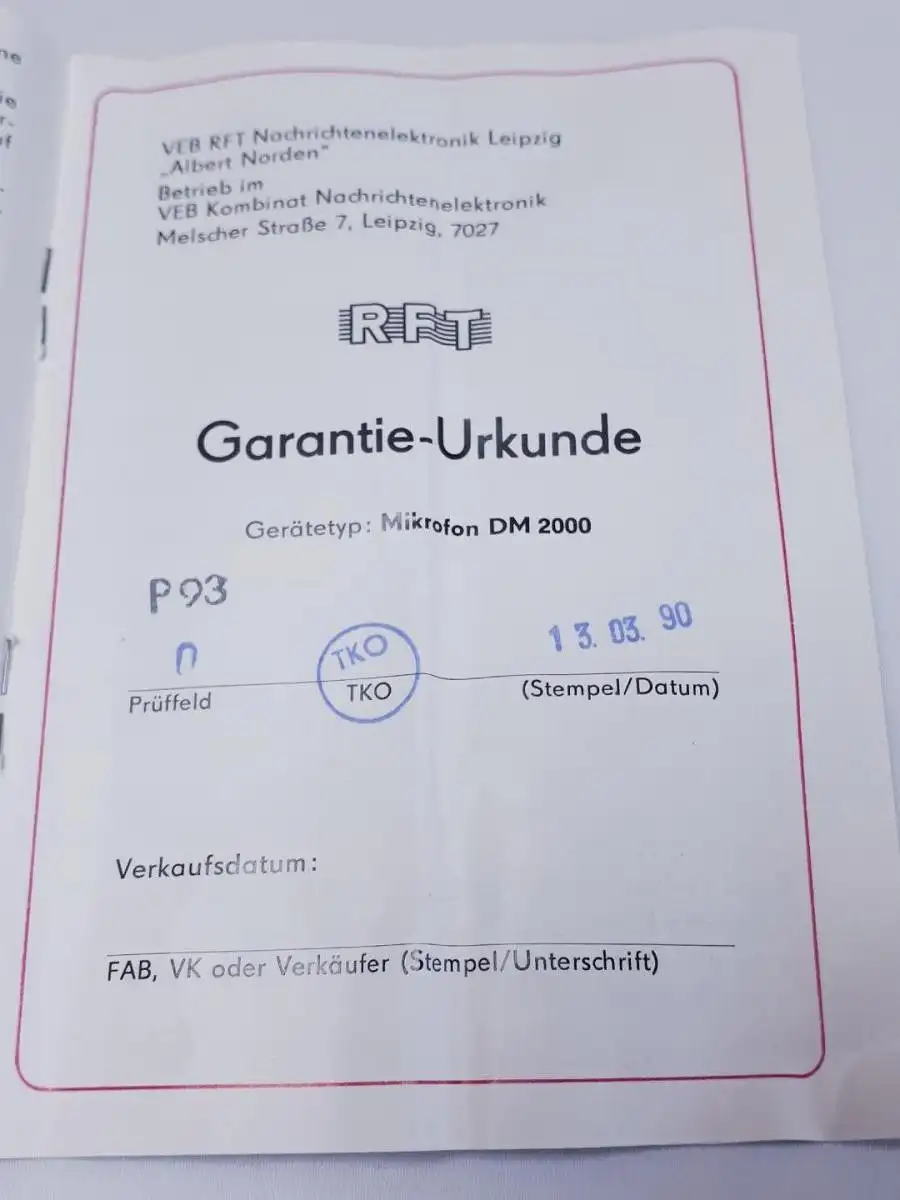 VEB RFT Nachrichtenelektronik Leipzig
„Albert Norden"
Betrieb im
VEB Kombinat Nachrichtenelektronik
Melscher Straße 7, Leipzig, 7027
RFT
Garantie-Urkunde
Gerätetyp: Mikrofon DM 2000
P93
n
TKO
13. 03. 90
Prüffeld
TKO
(Stempel/Datum)
Verkaufsdatum:
FAB, VK oder Verkäufer (Stempel/Unterschrift)